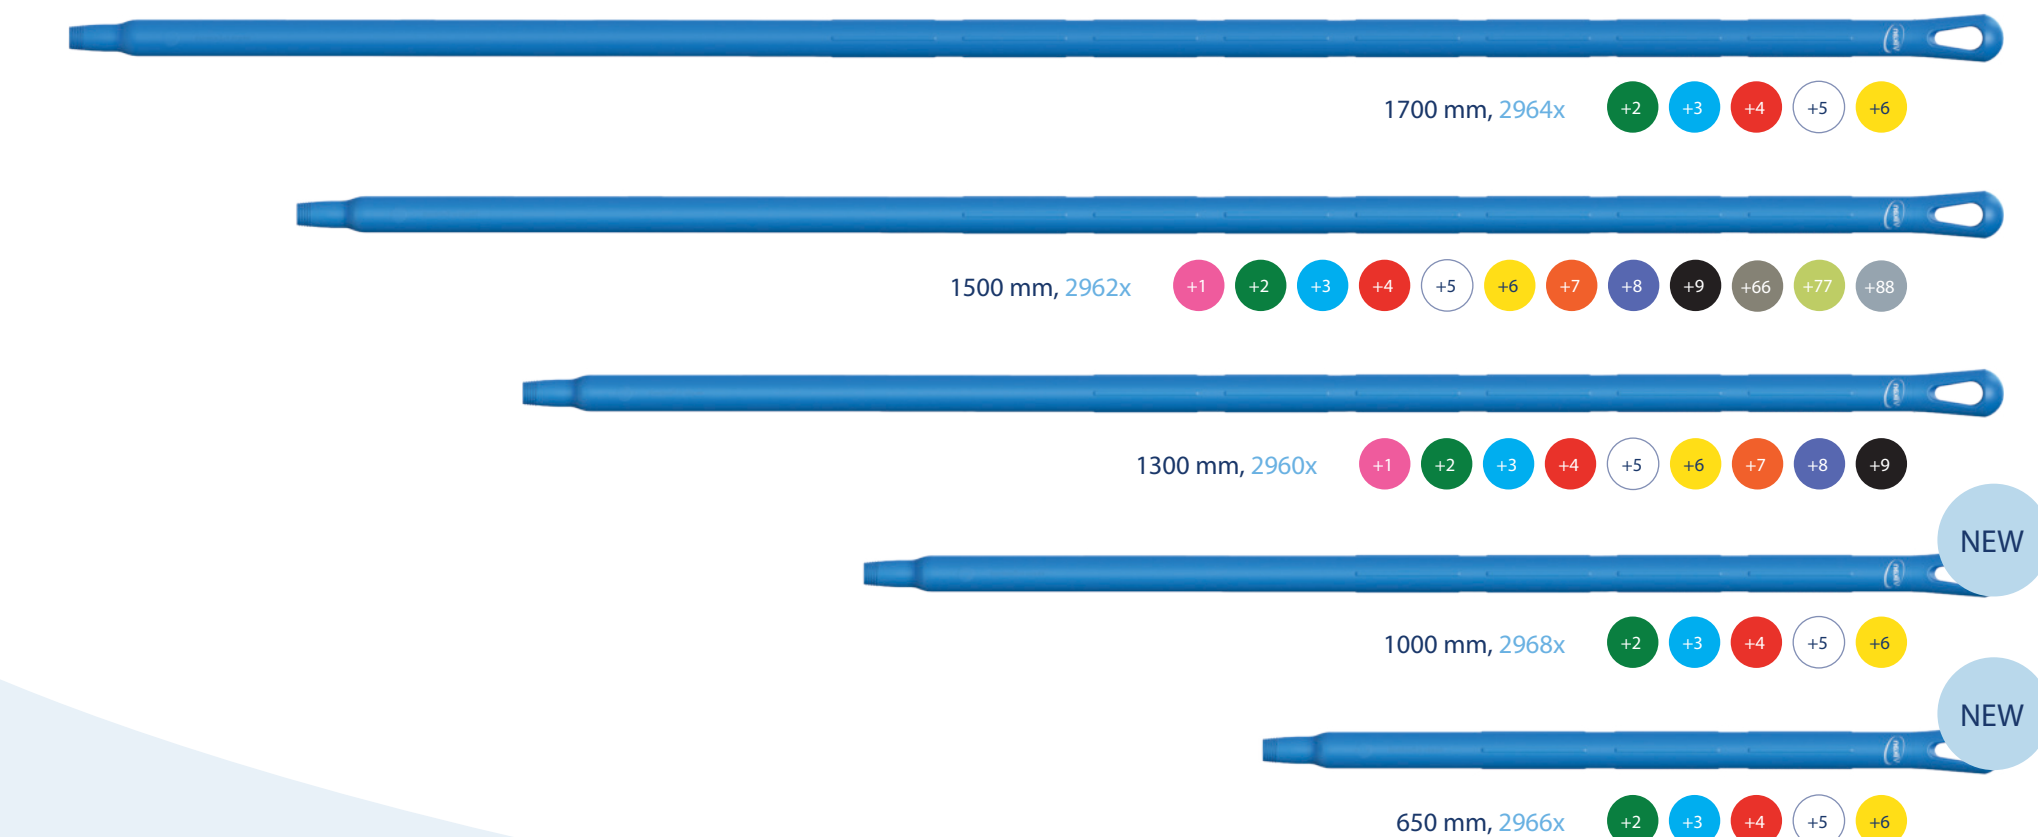 1700 mm, 2964x +2 +3 +4 +5 +6
1500 mm, 2962x +1 +2 +3 +4 +5 +6 +7 +8 +9 +66 +77 +88
1300 mm, 2960x +1 +2 +3 +4 +5 +6 +7 +8 +9
NEW
1000 mm, 2968x +2 +3 +4 +5 +6
NEW
650 mm, 2966x +2 +3 +4 +5 +6